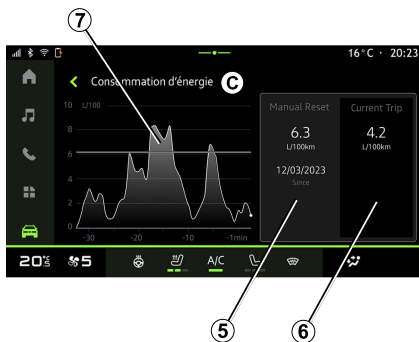 7
16°C · 20:23
Consommation d'énergie C
10 L/100
8
6
4
2
0
-30 -20 -10 -1min
Manual Reset
6.3
L/100km
12/03/2023
Since
Current Trip
4.2
L/100km
20°5 5 A/C
5 6